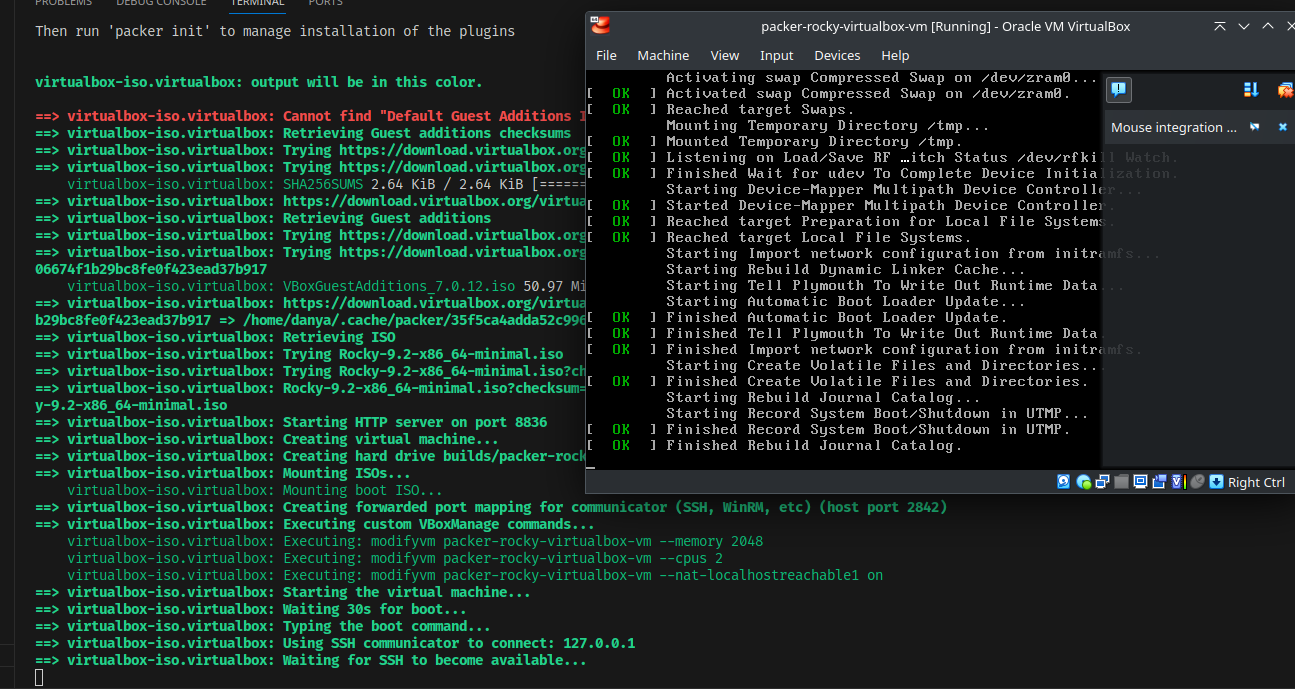 PROBLEMS DEBUG CONSOLE TERMINAL PORTS
Then run 'packer init' to manage installation of the plugins
virtualbox-iso.virtualbox: output will be in this color.
==> virtualbox-iso.virtualbox: Cannot find "Default Guest Additions I
==> virtualbox-iso.virtualbox: Retrieving Guest additions checksums
==> virtualbox-iso.virtualbox: Trying https://download.virtualbox.org
==> virtualbox-iso.virtualbox: Trying https://download.virtualbox.org
virtualbox-iso.virtualbox: SHA256SUMS 2.64 KiB / 2.64 KiB [======
==> virtualbox-iso.virtualbox: https://download.virtualbox.org/virtua
==> virtualbox-iso.virtualbox: Retrieving Guest additions
==> virtualbox-iso.virtualbox: Trying https://download.virtualbox.org
==> virtualbox-iso.virtualbox: Trying https://download.virtualbox.org
06674f1b29bc8fe0f423ead37b917
virtualbox-iso.virtualbox: VBoxGuestAdditions_7.0.12.iso 50.97 Mi
==> virtualbox-iso.virtualbox: https://download.virtualbox.org/virtua
b29bc8fe0f423ead37b917 => /home/danya/.cache/packer/35f5ca4adda52c996
==> virtualbox-iso.virtualbox: Retrieving ISO
==> virtualbox-iso.virtualbox: Trying Rocky-9.2-x86_64-minimal.iso
==> virtualbox-iso.virtualbox: Trying Rocky-9.2-x86_64-minimal.iso?ch
==> virtualbox-iso.virtualbox: Rocky-9.2-x86_64-minimal.iso?checksum=
y-9.2-x86_64-minimal.iso
==> virtualbox-iso.virtualbox: Starting HTTP server on port 8836
==> virtualbox-iso.virtualbox: Creating virtual machine...
==> virtualbox-iso.virtualbox: Creating hard drive builds/packer-rock
==> virtualbox-iso.virtualbox: Mounting ISOs...
virtualbox-iso.virtualbox: Mounting boot ISO...
==> virtualbox-iso.virtualbox: Creating forwarded port mapping for communicator (SSH, WinRM, etc) (host port 2842)
==> virtualbox-iso.virtualbox: Executing custom VBoxManage commands...
virtualbox-iso.virtualbox: Executing: modifyvm packer-rocky-virtualbox-vm --memory 2048
virtualbox-iso.virtualbox: Executing: modifyvm packer-rocky-virtualbox-vm --cpus 2
virtualbox-iso.virtualbox: Executing: modifyvm packer-rocky-virtualbox-vm --nat-localhostreachable1 on
==> virtualbox-iso.virtualbox: Starting the virtual machine...
==> virtualbox-iso.virtualbox: Waiting 30s for boot...
==> virtualbox-iso.virtualbox: Typing the boot command...
==> virtualbox-iso.virtualbox: Using SSH communicator to connect: 127.0.0.1
==> virtualbox-iso.virtualbox: Waiting for SSH to become available...
packer-rocky-virtualbox-vm [Running] - Oracle VM VirtualBox
File Machine View Input Devices Help
Activating swap Compressed Swap on /dev/zram0...
[ OK ] Activated swap Compressed Swap on /dev/zram0.
[ OK ] Reached target Swaps.
Mounting Temporary Directory /tmp...
[ OK ] Mounted Temporary Directory /tmp.
[ OK ] Listening on Load/Save RF …itch Status /dev/rfkill Watch.
[ OK ] Finished Wait for udev To Complete Device Initialization.
Starting Device-Mapper Multipath Device Controller...
[ OK ] Started Device-Mapper Multipath Device Controller.
[ OK ] Reached target Preparation for Local File Systems.
[ OK ] Reached target Local File Systems.
Starting Import network configuration from initramfs...
Starting Rebuild Dynamic Linker Cache...
Starting Tell Plymouth To Write Out Runtime Data...
Starting Automatic Boot Loader Update...
[ OK ] Finished Automatic Boot Loader Update.
[ OK ] Finished Tell Plymouth To Write Out Runtime Data.
[ OK ] Finished Import network configuration from initramfs.
Starting Create Volatile Files and Directories...
[ OK ] Finished Create Volatile Files and Directories.
Starting Rebuild Journal Catalog...
Starting Record System Boot/Shutdown in UTMP...
[ OK ] Finished Record System Boot/Shutdown in UTMP.
[ OK ] Finished Rebuild Journal Catalog.
Mouse integration ...
Right Ctrl